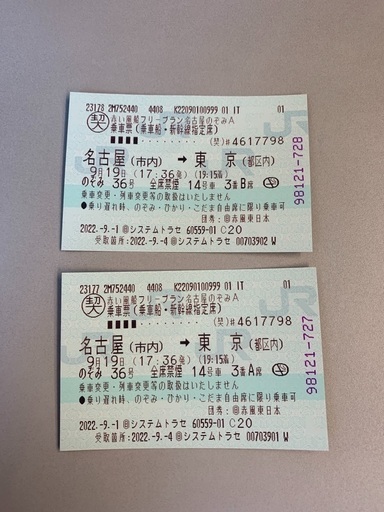 23178 2M752440 4408 K22090100999 01 IT 01
契 赤い風船フリープラン名古屋のぞみA
乗車票(乗車船・新幹線指定席)
(契)#4617798
名古屋(市内) → 東 京(都区内)
9月19日(17:36発) (19:15着)
のぞみ 36号 全席禁煙 14号車 3番B席
乗車変更・列車変更等の取扱はいたしません
●乗り遅れ時、のぞみ・ひかり・こだま自由席に限り乗車可
団券:@赤風東日本
2022.-9.-1 @システムトラセ 60559-01 C20
受取箇所:2022.-9.-4 @システムトラセ 00703902 W
98121-728
23177 2M752440 4408 K22090100999 01 IT 01
契 赤い風船フリープラン名古屋のぞみA
乗車票(乗車船・新幹線指定席)
(契)#4617798
名古屋(市内) → 東 京(都区内)
9月19日(17:36発) (19:15着)
のぞみ 36号 全席禁煙 14号車 3番A席
乗車変更・列車変更等の取扱はいたしません
●乗り遅れ時、のぞみ・ひかり・こだま自由席に限り乗車可
団券:@赤風東日本
2022.-9.-1 @システムトラセ 60559-01 C20
受取箇所:2022.-9.-4 @システムトラセ 00703901 W
98121-727